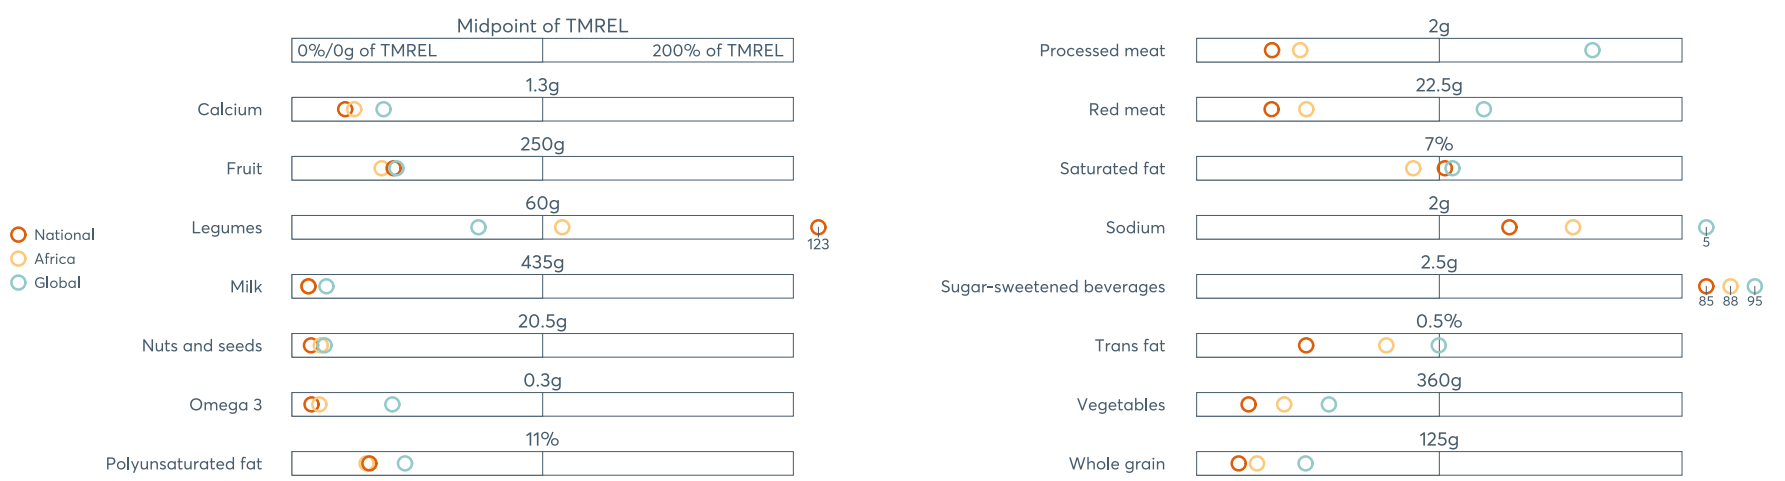 Midpoint of TMREL
0%/0g of TMREL 200% of TMREL
1.3g
Calcium
250g
Fruit
60g
Legumes
123
435g
Milk
20.5g
Nuts and seeds
0.3g
Omega 3
11%
Polyunsaturated fat
National
Africa
Global
2g
Processed meat
22.5g
Red meat
7%
Saturated fat
2g
Sodium
5
2.5g
Sugar-sweetened beverages
85 88 95
0.5%
Trans fat
360g
Vegetables
125g
Whole grain